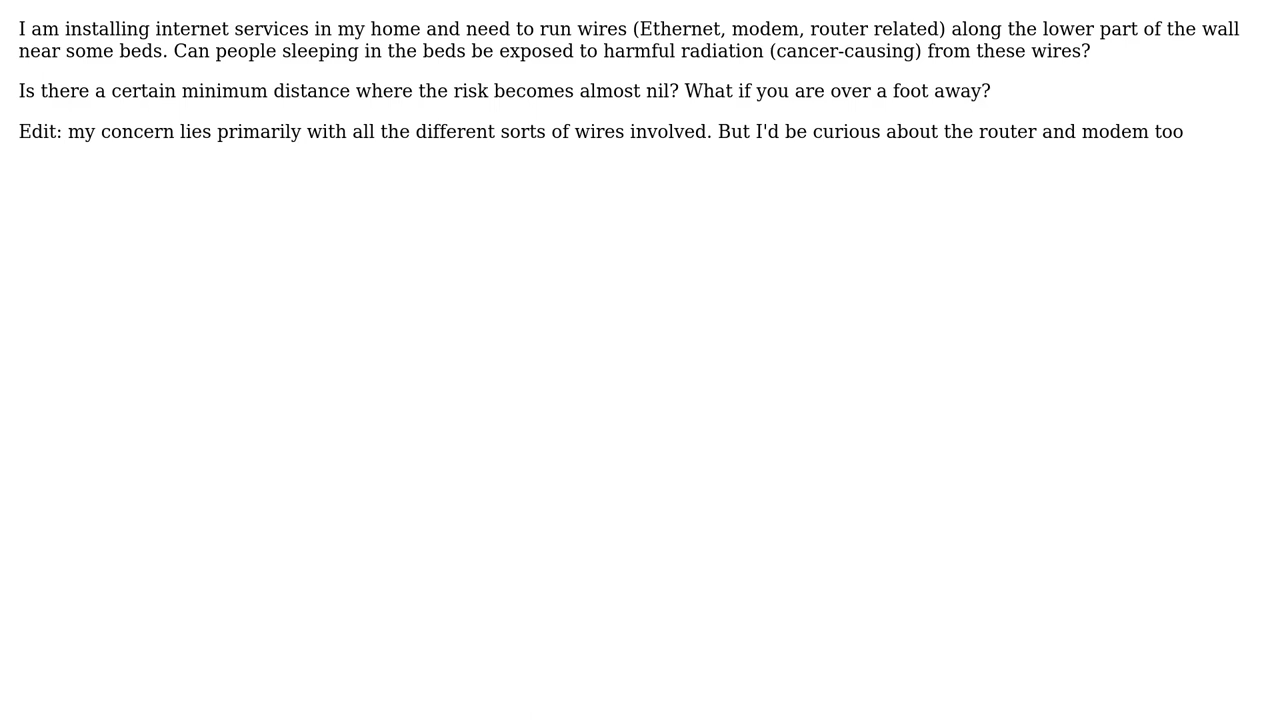 I am installing internet services in my home and need to run wires (Ethernet, modem, router related) along the lower part of the wall
near some beds. Can people sleeping in the beds be exposed to harmful radiation (cancer-causing) from these wires?
Is there a certain minimum distance where the risk becomes almost nil? What if you are over a foot away?
Edit: my concern lies primarily with all the different sorts of wires involved. But I'd be curious about the router and modem too